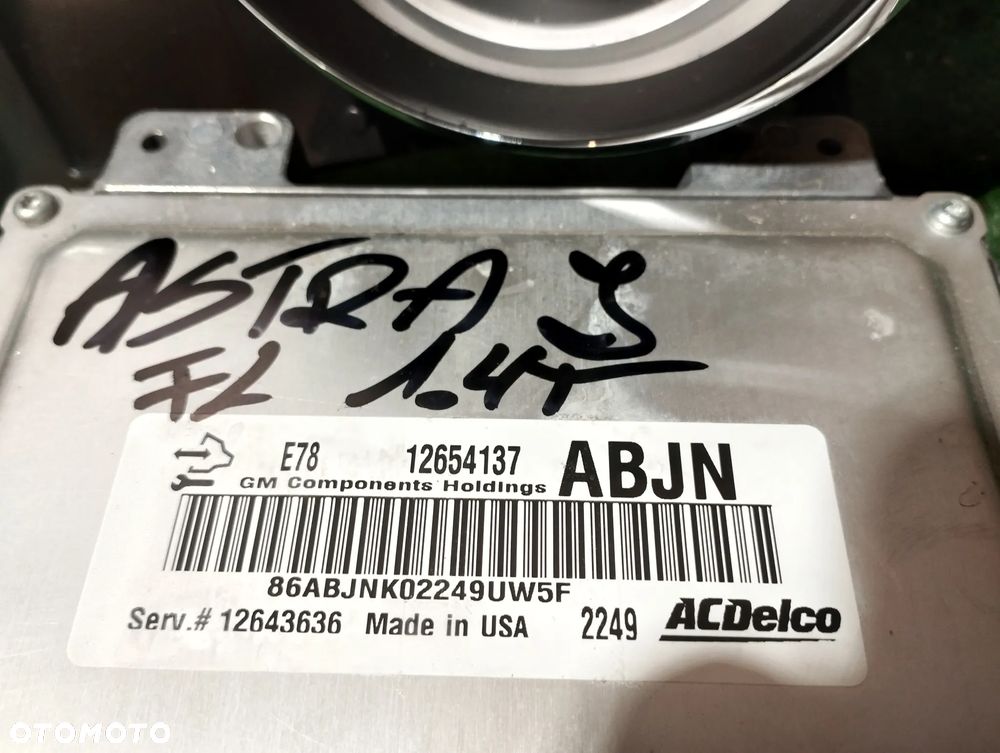 ASTRA J
FL 1.4T
E78 12654137 ABJN
GM Components Holdings
86ABJNK02249UW5F
Serv.# 12643636 Made in USA 2249 ACDelco
OTOMOTO